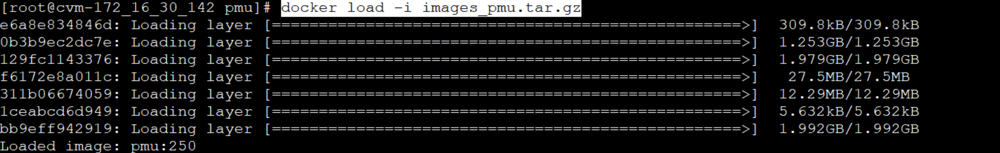 [root@cvm-172_16_30_142 pmu]# docker load -i images_pmu.tar.gz
e6a8e834846d: Loading layer [==================================================>]  309.8kB/309.8kB
0b3b9ec2dc7e: Loading layer [==================================================>]  1.253GB/1.253GB
129fc1143376: Loading layer [==================================================>]  1.979GB/1.979GB
f6172e8a011c: Loading layer [==================================================>]   27.5MB/27.5MB
311b06674059: Loading layer [==================================================>]  12.29MB/12.29MB
1ceabcd6d949: Loading layer [==================================================>]  5.632kB/5.632kB
bb9eff942919: Loading layer [==================================================>]  1.992GB/1.992GB
Loaded image: pmu:250